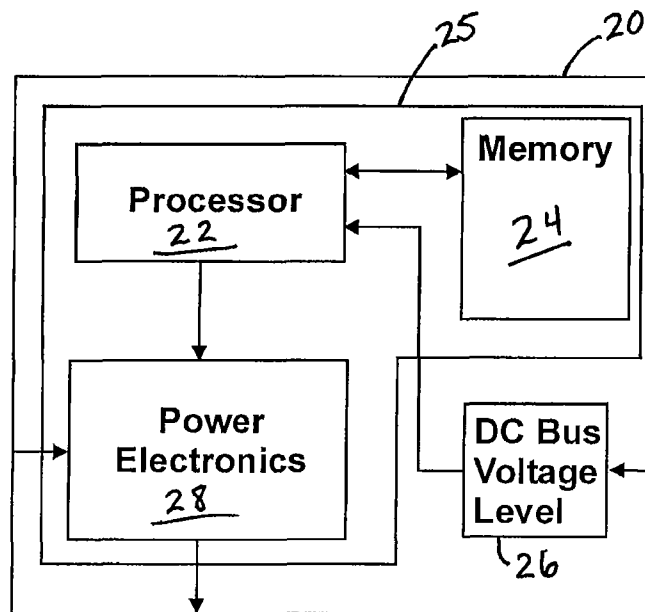 25
20
Memory
24
Processor
22
Power
Electronics
28
DC Bus
Voltage
Level
26